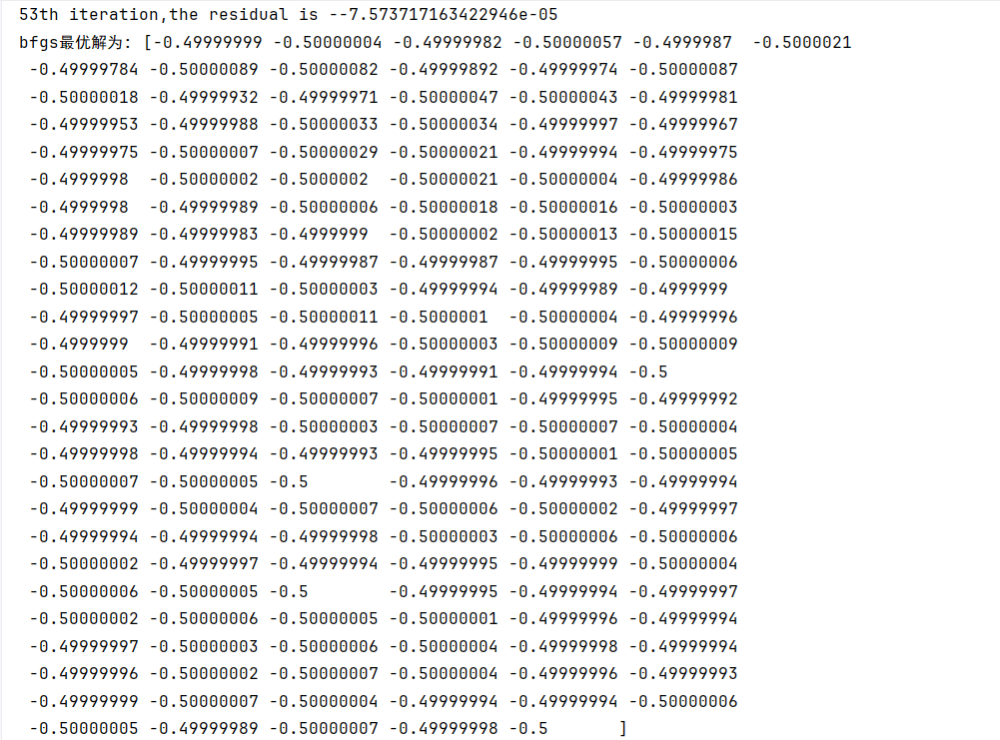 53th iteration,the residual is --7.573717163422946e-05
bfgs最优解为: [-0.49999999 -0.50000004 -0.49999982 -0.50000057 -0.4999987  -0.5000021
 -0.49999784 -0.50000089 -0.50000082 -0.49999892 -0.49999974 -0.50000087
 -0.50000018 -0.49999932 -0.49999971 -0.50000047 -0.50000043 -0.49999981
 -0.49999953 -0.49999988 -0.50000033 -0.50000034 -0.49999997 -0.49999967
 -0.49999975 -0.50000007 -0.50000029 -0.50000021 -0.49999994 -0.49999975
 -0.4999998  -0.50000002 -0.5000002  -0.50000021 -0.50000004 -0.49999986
 -0.4999998  -0.49999989 -0.50000006 -0.50000018 -0.50000016 -0.50000003
 -0.49999989 -0.49999983 -0.4999999  -0.50000002 -0.50000013 -0.50000015
 -0.50000007 -0.49999995 -0.49999987 -0.49999987 -0.49999995 -0.50000006
 -0.50000012 -0.50000011 -0.50000003 -0.49999994 -0.49999989 -0.4999999
 -0.49999997 -0.50000005 -0.50000011 -0.5000001  -0.50000004 -0.49999996
 -0.4999999  -0.49999991 -0.49999996 -0.50000003 -0.50000009 -0.50000009
 -0.50000005 -0.49999998 -0.49999993 -0.49999991 -0.49999994 -0.5
 -0.50000006 -0.50000009 -0.50000007 -0.50000001 -0.49999995 -0.49999992
 -0.49999993 -0.49999998 -0.50000003 -0.50000007 -0.50000007 -0.50000004
 -0.49999998 -0.49999994 -0.49999993 -0.49999995 -0.50000001 -0.50000005
 -0.50000007 -0.50000005 -0.5        -0.49999996 -0.49999993 -0.49999994
 -0.49999999 -0.50000004 -0.50000007 -0.50000006 -0.50000002 -0.49999997
 -0.49999994 -0.49999994 -0.49999998 -0.50000003 -0.50000006 -0.50000006
 -0.50000002 -0.49999997 -0.49999994 -0.49999995 -0.49999999 -0.50000004
 -0.50000006 -0.50000005 -0.5        -0.49999995 -0.49999994 -0.49999997
 -0.50000002 -0.50000006 -0.50000005 -0.50000001 -0.49999996 -0.49999994
 -0.49999997 -0.50000003 -0.50000006 -0.50000004 -0.49999998 -0.49999994
 -0.49999996 -0.50000002 -0.50000007 -0.50000004 -0.49999996 -0.49999993
 -0.49999999 -0.50000007 -0.50000004 -0.49999994 -0.49999994 -0.50000006
 -0.50000005 -0.49999989 -0.50000007 -0.49999998 -0.5       ]